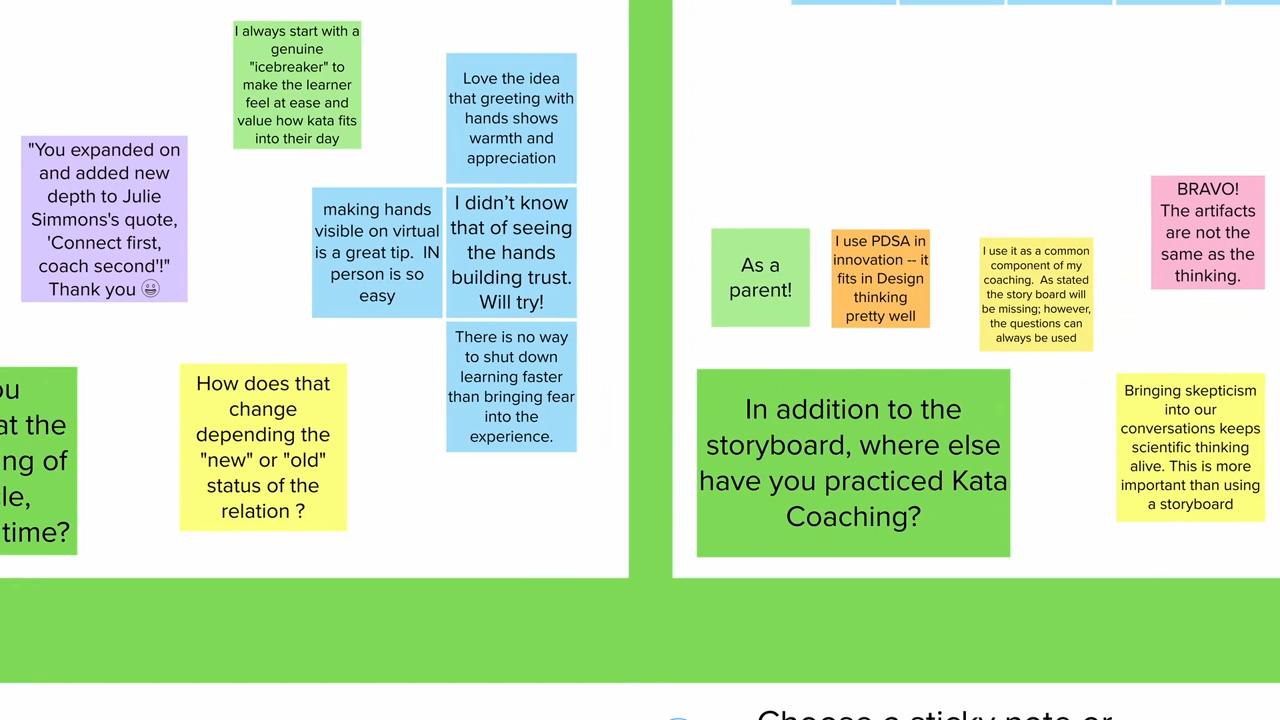 I always start with a
genuine
"icebreaker" to
make the learner
feel at ease and
value how kata fits
into their day
Love the idea
that greeting with
hands shows
warmth and
appreciation
"You expanded on
and added new
depth to Julie
Simmons's quote,
'Connect first,
coach second'!"
Thank you 😀
making hands
visible on virtual
is a great tip. IN
person is so
easy
I didn’t know
that of seeing
the hands
building trust.
Will try!
There is no way
to shut down
learning faster
than bringing fear
into the
experience.
at the
time?
How does that
change
depending the
"new" or "old"
status of the
relation ?
As a
parent!
I use PDSA in
innovation -- it
fits in Design
thinking
pretty well
I use it as a common
component of my
coaching. As stated
the story board will
be missing; however,
the questions can
always be used
BRAVO!
The artifacts
are not the
same as the
thinking.
In addition to the
storyboard, where else
have you practiced Kata
Coaching?
Bringing skepticism
into our
conversations keeps
scientific thinking
alive. This is more
important than using
a storyboard
Choose a sticky note or